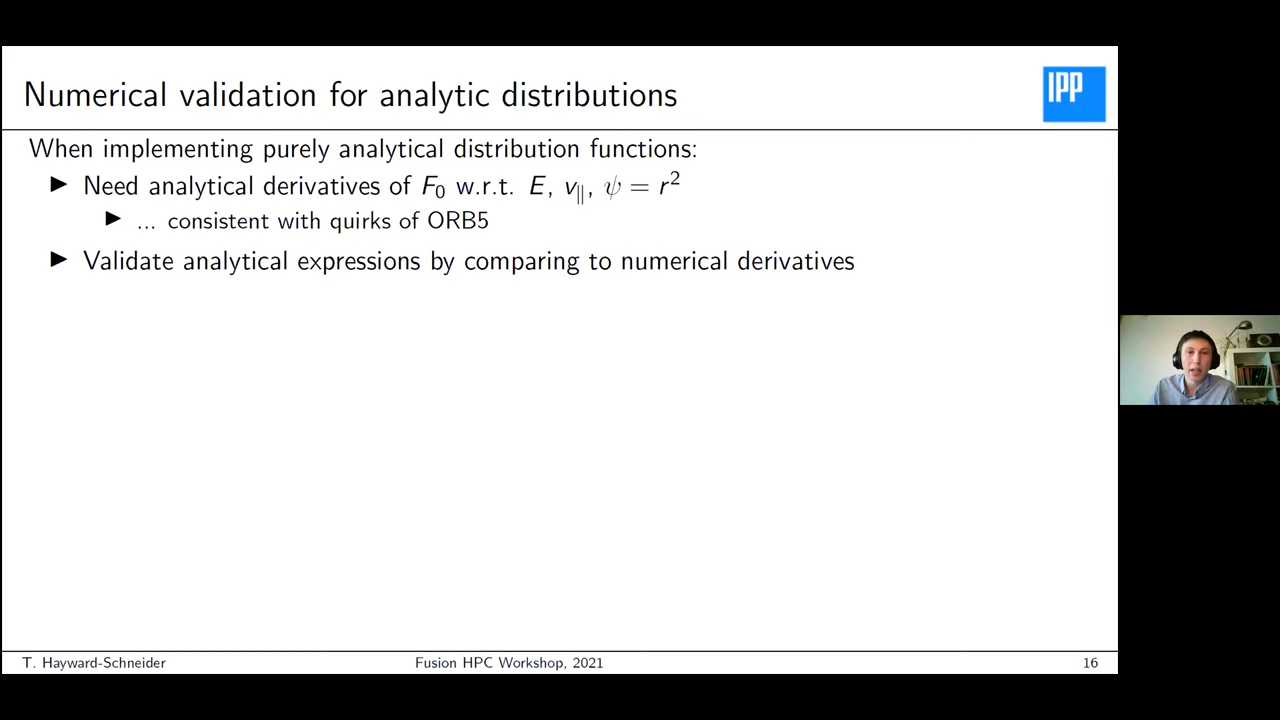 Numerical validation for analytic distributions
IPP
When implementing purely analytical distribution functions:
▶ Need analytical derivatives of F₀ w.r.t. E, v∥, ψ = r²
▶ ... consistent with quirks of ORB5
▶ Validate analytical expressions by comparing to numerical derivatives
T. Hayward-Schneider
Fusion HPC Workshop, 2021
16